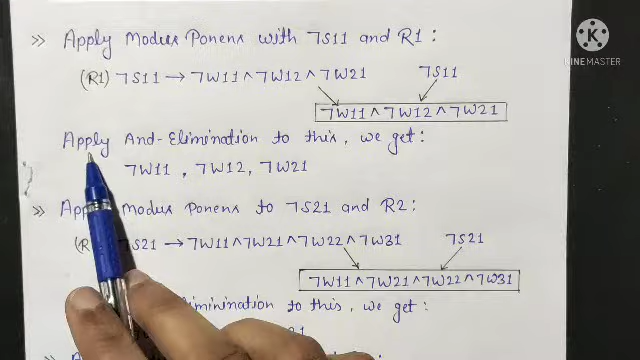 >> Apply Modus Ponens with ⅂S11 and R1 :
(R1) ⅂S11 → ⅂W11 ∧ ⅂W12 ∧ ⅂W21 ⅂S11
⅂W11 ∧ ⅂W12 ∧ ⅂W21
Apply And-Elimination to this, we get :
⅂W11 , ⅂W12, ⅂W21
>> Modus Ponens to ⅂S21 and R2 :
S21 → ⅂W11 ∧ ⅂W21 ∧ ⅂W22 ∧ ⅂W31 ⅂S21
⅂W11 ∧ ⅂W21 ∧ ⅂W22 ∧ ⅂W31
to this, we get :
K
KINEMASTER